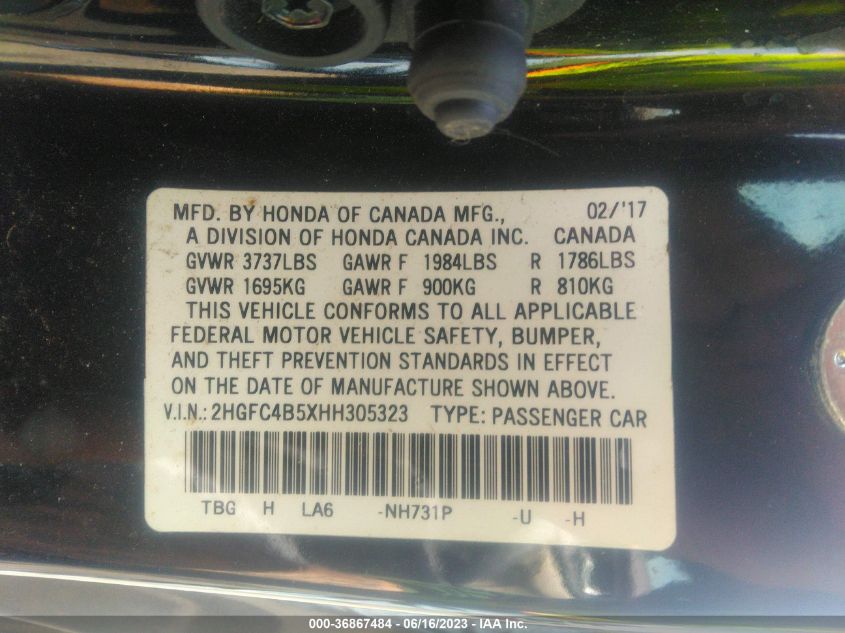 MFD. BY HONDA OF CANADA MFG., 02/'17
A DIVISION OF HONDA CANADA INC. CANADA
GVWR 3737LBS GAWR F 1984LBS R 1786LBS
GVWR 1695KG GAWR F 900KG R 810KG
THIS VEHICLE CONFORMS TO ALL APPLICABLE
FEDERAL MOTOR VEHICLE SAFETY, BUMPER,
AND THEFT PREVENTION STANDARDS IN EFFECT
ON THE DATE OF MANUFACTURE SHOWN ABOVE.
V.I.N.: 2HGFC4B5XHH305323 TYPE: PASSENGER CAR
TBG H LA6 -NH731P -U -H
000-36867484 - 06/16/2023 - IAAI.COM